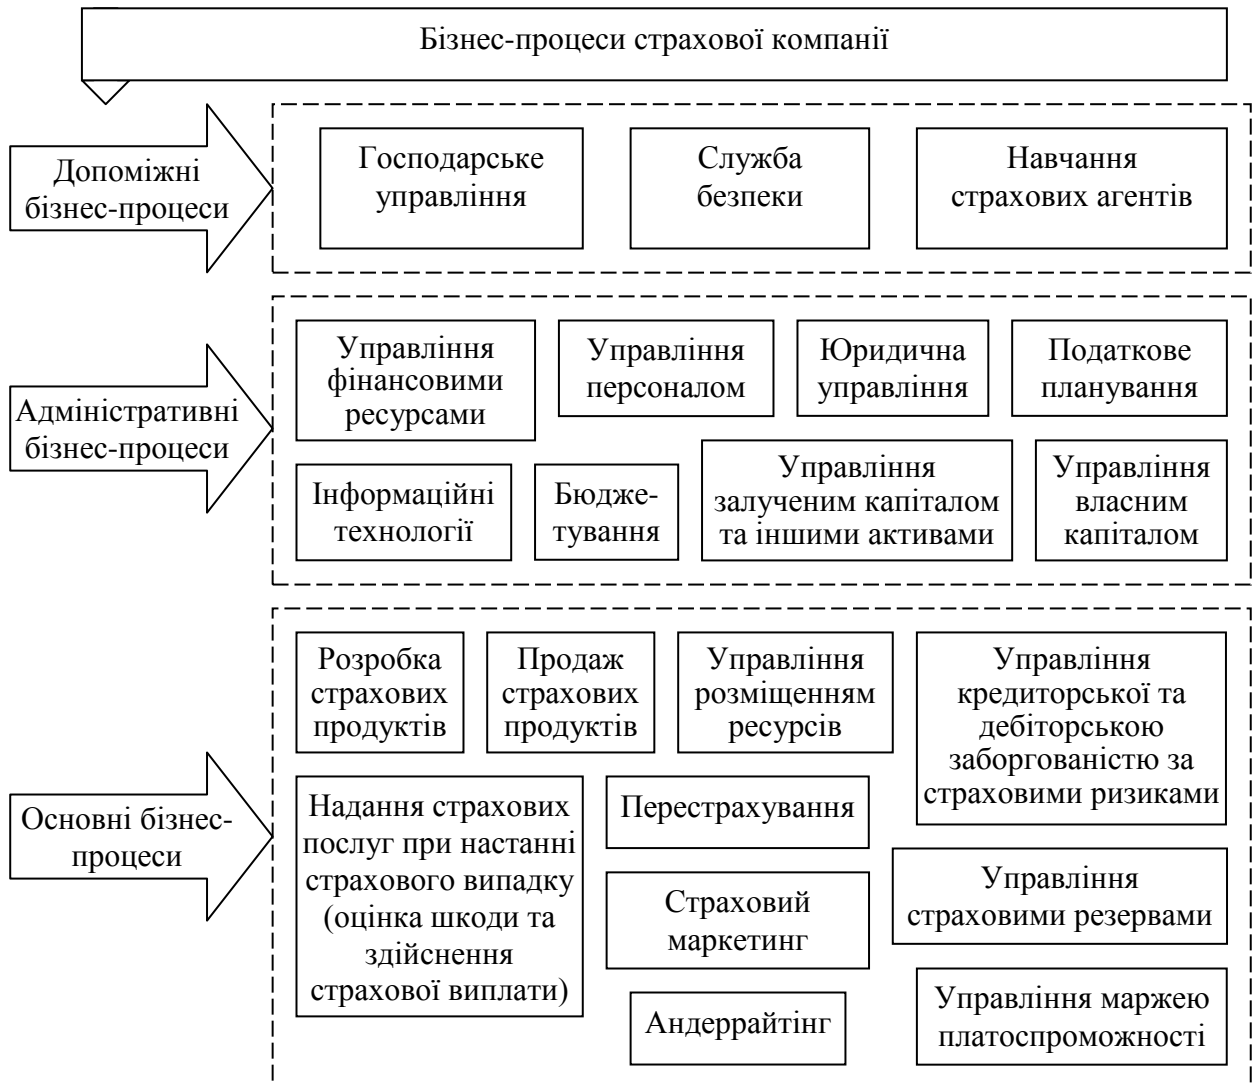 Бізнес-процеси страхової компанії
Допоміжні
бізнес-процеси
Господарське
управління
Служба
безпеки
Навчання
страхових агентів
Адміністративні
бізнес-процеси
Управління
фінансовими
ресурсами
Управління
персоналом
Юридична
управління
Податкове
планування
Інформаційні
технології
Бюдже-
тування
Управління
залученим капіталом
та іншими активами
Управління
власним
капіталом
Основні бізнес-
процеси
Розробка
страхових
продуктів
Продаж
страхових
продуктів
Управління
розміщенням
ресурсів
Управління
кредиторської та
дебіторською
заборгованістю за
страховими ризиками
Надання страхових
послуг при настанні
страхового випадку
(оцінка шкоди та
здійснення
страхової виплати)
Перестрахування
Страховий
маркетинг
Андеррайтінг
Управління
страховими резервами
Управління маржею
платоспроможності